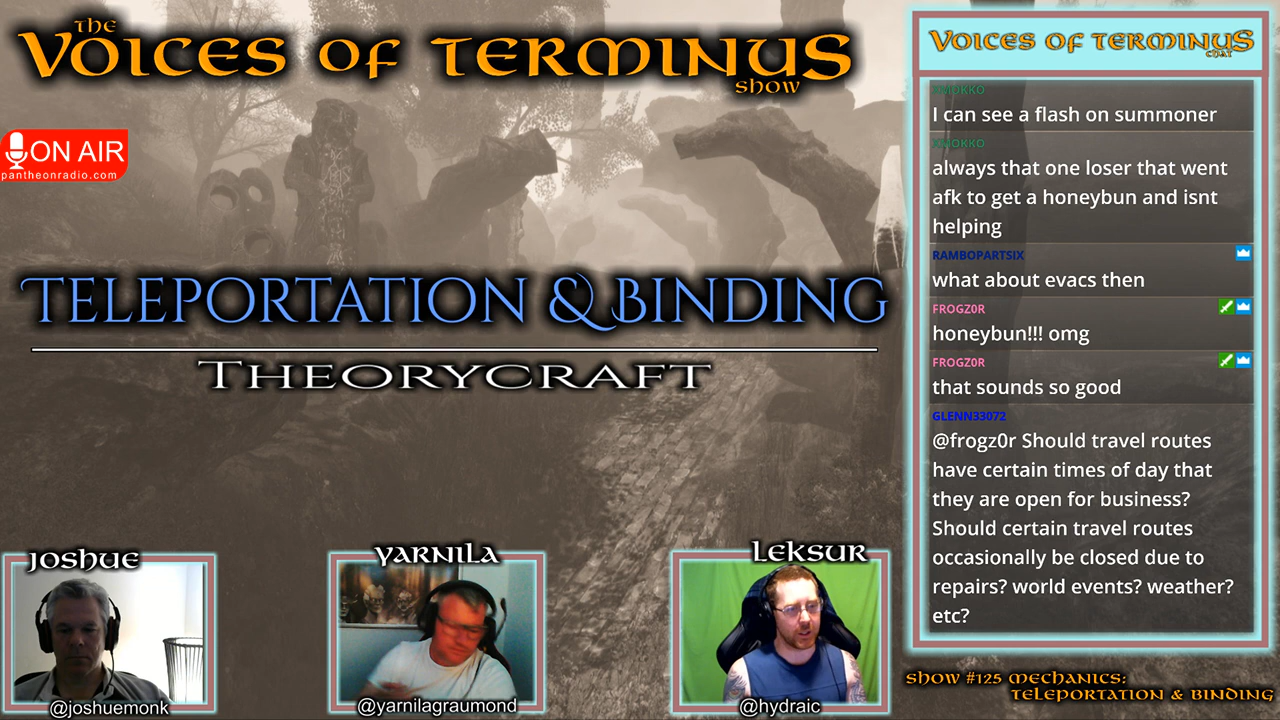 THE
VOICES OF TERMINUS
SHOW
ON AIR
pantheonradio.com
TELEPORTATION & BINDING
THEORYCRAFT
JOSHUE
@joshuemonk
YARNILA
@yarnilagraumond
LEKSUR
@hydraic
VOICES OF TERMINUS
CHAT
I can see a flash on summoner
always that one loser that went
afk to get a honeybun and isnt
helping
RAMBOPARTSIX
what about evacs then
FROGZ0R
honeybun!!! omg
FROGZ0R
that sounds so good
GLENN33072
@frogz0r Should travel routes
have certain times of day that
they are open for business?
Should certain travel routes
occasionally be closed due to
repairs? world events? weather?
etc?
SHOW #125 MECHANICS:
TELEPORTATION & BINDING